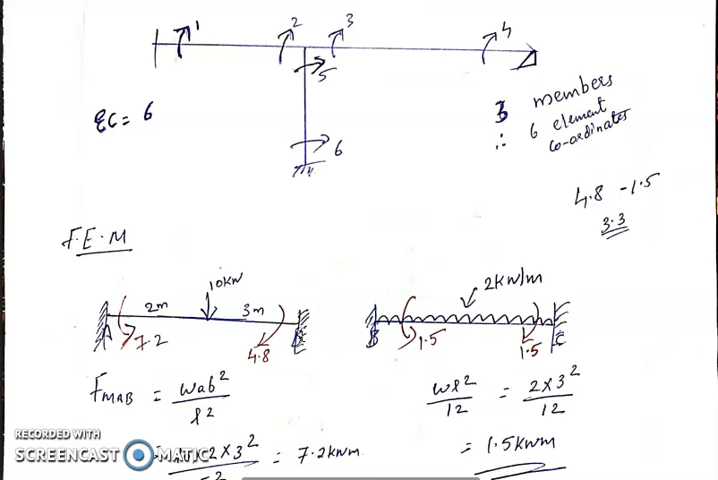 1 2 3 4
5
6
EC = 6
3 members
∴ 6 element
co-ordinates
4.8 - 1.5
3.3
F.E.M
10kN
2m 3m
A B
7.2 4.8
2kN/m
B C
1.5 1.5
FMAB = wab²
l²
= 2×3² = 7.2kNm
wl² = 2×3²
12 12
= 1.5kNm
RECORDED WITH
SCREENCAST MATIC